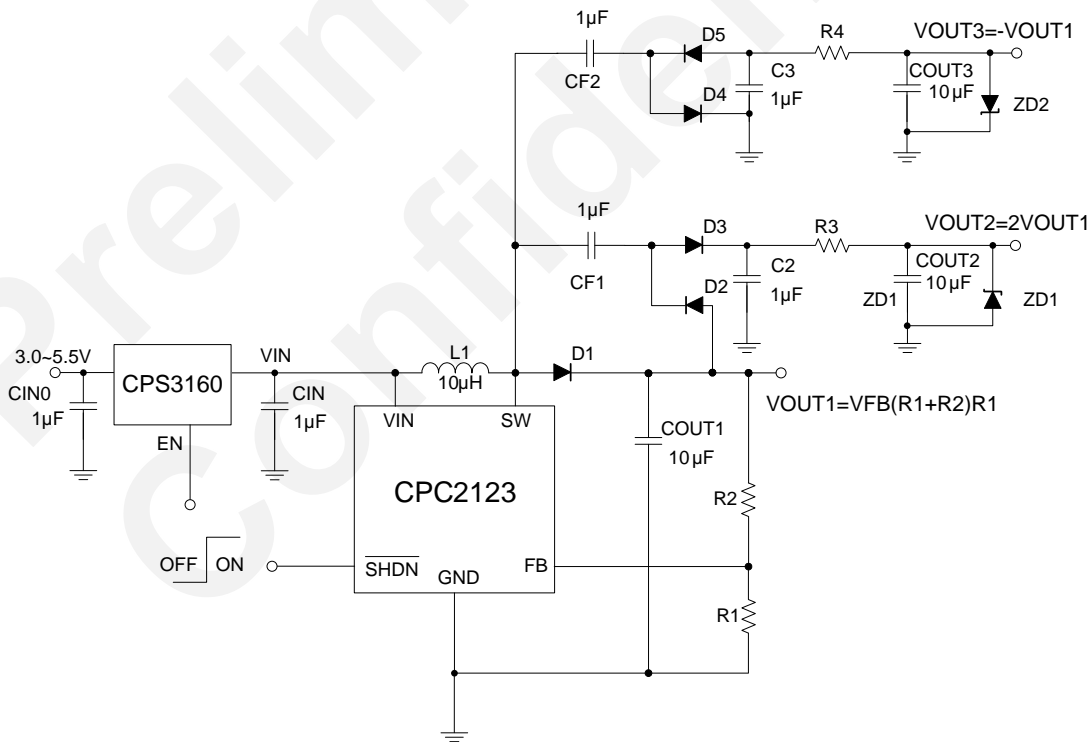 1µF
CF2
D5
D4
C3
1µF
R4
VOUT3=-VOUT1
COUT3
10µF
ZD2
1µF
CF1
D3
D2
C2
1µF
R3
VOUT2=2VOUT1
COUT2
10µF
ZD1
ZD1
3.0~5.5V
CIN0
1µF
CPS3160
EN
VIN
CIN
1µF
L1
10µH
D1
VOUT1=VFB(R1+R2)R1
VIN
SW
COUT1
10µF
CPC2123
R2
OFF
ON
SHDN
GND
FB
R1
Prelim
Confiden